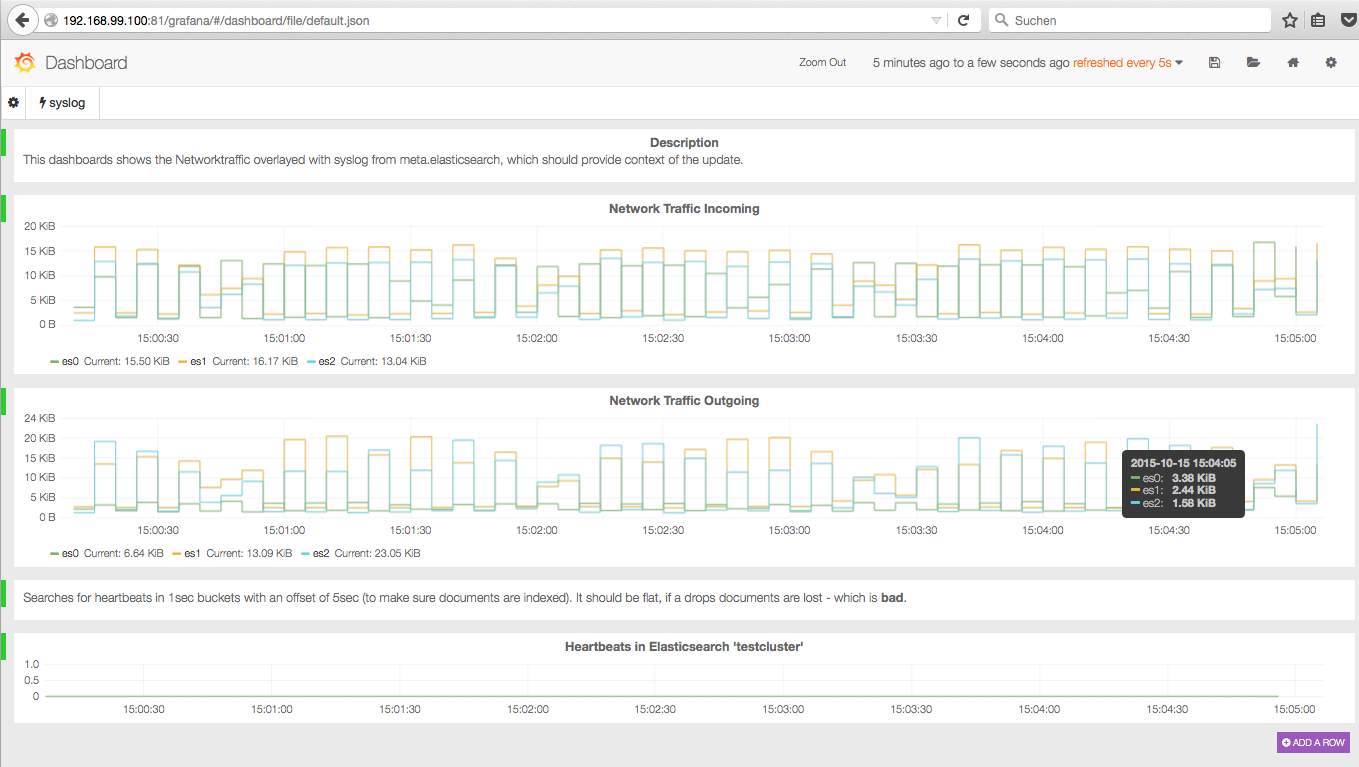 192.168.99.100:81/grafana/#/dashboard/file/default.json
Suchen
Dashboard
Zoom Out
5 minutes ago to a few seconds ago refreshed every 5s
syslog
Description
This dashboards shows the Networktraffic overlayed with syslog from meta.elasticsearch, which should provide context of the update.
Network Traffic Incoming
20 KiB
15 KiB
10 KiB
5 KiB
0 B
15:00:30 15:01:00 15:01:30 15:02:00 15:02:30 15:03:00 15:03:30 15:04:00 15:04:30 15:05:00
es0 Current: 15.50 KiB es1 Current: 16.17 KiB es2 Current: 13.04 KiB
Network Traffic Outgoing
24 KiB
20 KiB
15 KiB
10 KiB
5 KiB
0 B
2015-10-15 15:04:05
es0: 3.38 KiB
es1: 2.44 KiB
es2: 1.58 KiB
15:00:30 15:01:00 15:01:30 15:02:00 15:02:30 15:03:00 15:03:30 15:04:00 15:04:30 15:05:00
es0 Current: 6.64 KiB es1 Current: 13.09 KiB es2 Current: 23.05 KiB
Searches for heartbeats in 1sec buckets with an offset of 5sec (to make sure documents are indexed). It should be flat, if a drops documents are lost - which is bad.
Heartbeats in Elasticsearch 'testcluster'
1.0
0.5
0
15:00:30 15:01:00 15:01:30 15:02:00 15:02:30 15:03:00 15:03:30 15:04:00 15:04:30 15:05:00
ADD A ROW